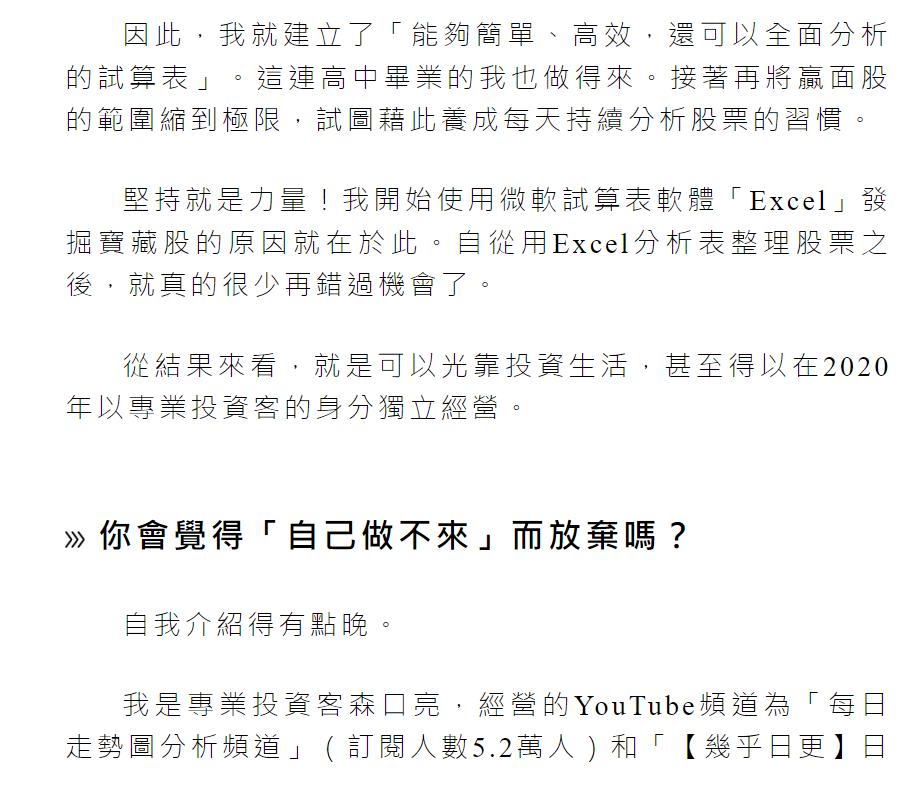 因此，我就建立了「能夠簡單、高效，還可以全面分析
的試算表」。這連高中畢業的我也做得來。接著再將贏面股
的範圍縮到極限，試圖藉此養成每天持續分析股票的習慣。
堅持就是力量！我開始使用微軟試算表軟體「Excel」發
掘寶藏股的原因就在於此。自從用Excel分析表整理股票之
後，就真的很少再錯過機會了。
從結果來看，就是可以光靠投資生活，甚至得以在2020
年以專業投資客的身分獨立經營。
》你會覺得「自己做不來」而放棄嗎？
自我介紹得有點晚。
我是專業投資客森口亮，經營的YouTube頻道為「每日
走勢圖分析頻道」（訂閱人數5.2萬人）和「【幾乎日更】日